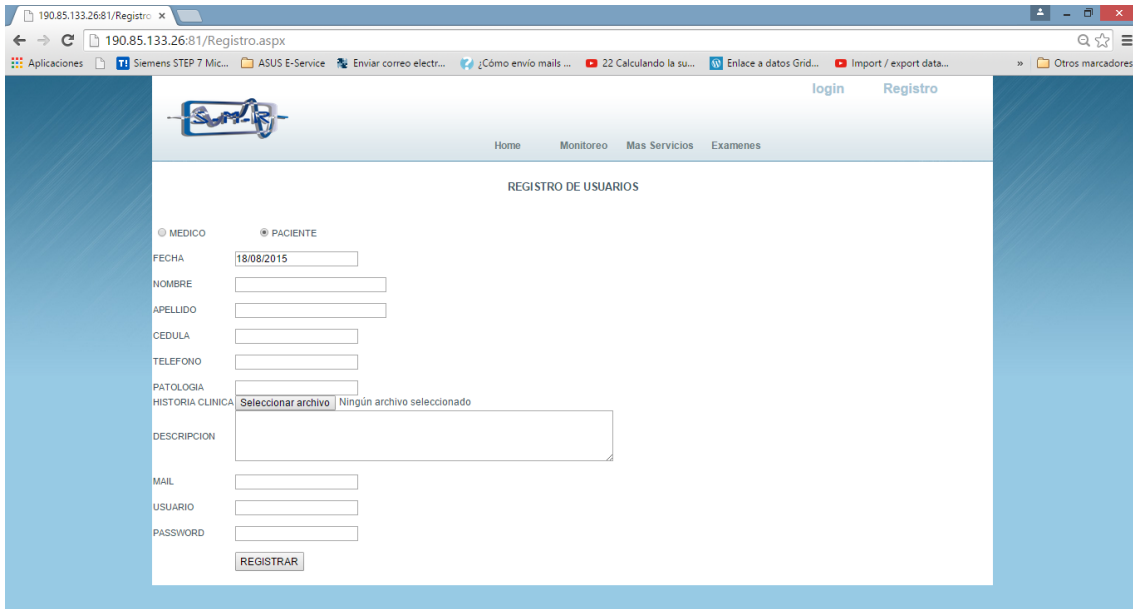 190.85.133.26:81/Registro
190.85.133.26:81/Registro.aspx
Aplicaciones Siemens STEP 7 Mic... ASUS E-Service Enviar correo electr... ¿Cómo envío mails ... 22 Calculando la su... Enlace a datos Grid... Import / export data... » Otros marcadores
login Registro
Home Monitoreo Mas Servicios Examenes
REGISTRO DE USUARIOS
MEDICO PACIENTE
FECHA 18/08/2015
NOMBRE
APELLIDO
CEDULA
TELEFONO
PATOLOGIA
HISTORIA CLINICA Seleccionar archivo Ningún archivo seleccionado
DESCRIPCION
MAIL
USUARIO
PASSWORD
REGISTRAR